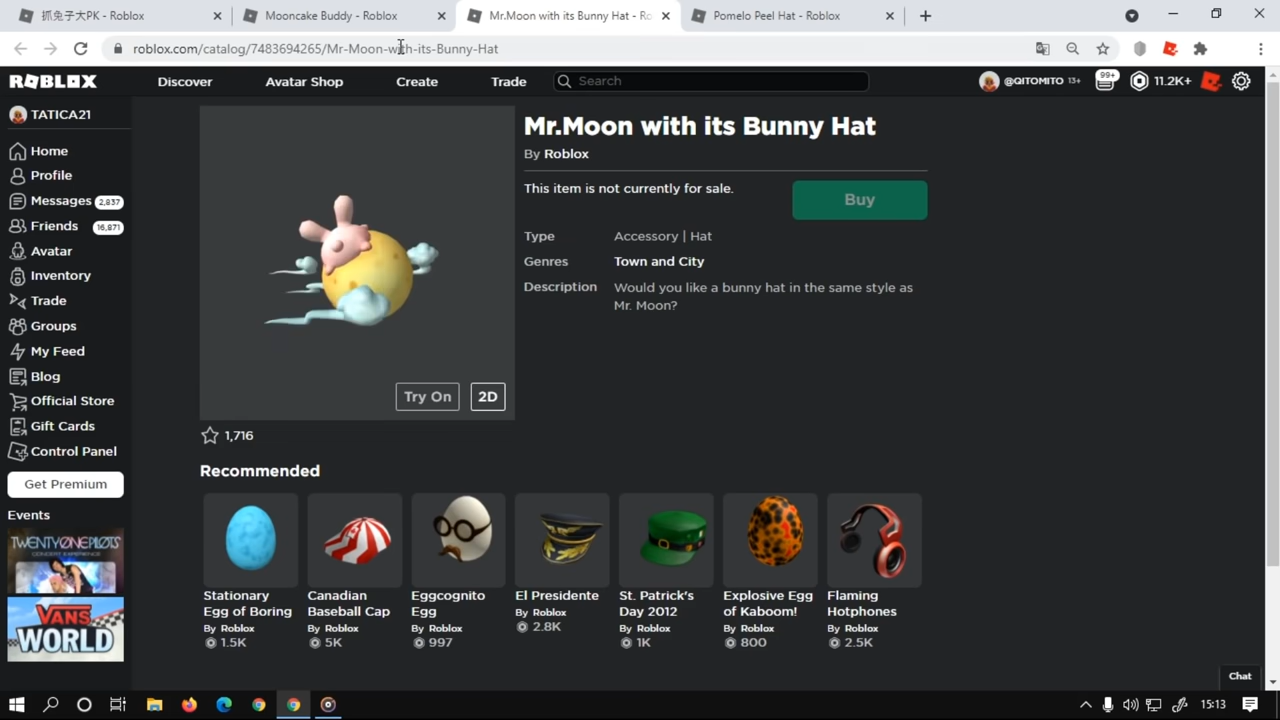 抓兔子大PK - Roblox
Mooncake Buddy - Roblox
Mr.Moon with its Bunny Hat - Ro
Pomelo Peel Hat - Roblox
roblox.com/catalog/7483694265/Mr-Moon-with-its-Bunny-Hat
ROBLOX
Discover
Avatar Shop
Create
Trade
Search
@QITOMITO 13+
99+
11.2K+
TATICA21
Home
Profile
Messages 2,837
Friends 16,871
Avatar
Inventory
Trade
Groups
My Feed
Blog
Official Store
Gift Cards
Control Panel
Get Premium
Events
TWENTY ONE PILOTS
CONCERT EXPERIENCE
VANS
WORLD
Mr.Moon with its Bunny Hat
By Roblox
This item is not currently for sale.
Buy
Type Accessory | Hat
Genres Town and City
Description Would you like a bunny hat in the same style as
Mr. Moon?
Try On
2D
1,716
Recommended
Stationary
Egg of Boring
By Roblox
1.5K
Canadian
Baseball Cap
By Roblox
5K
Eggcognito
Egg
By Roblox
997
El Presidente
By Roblox
2.8K
St. Patrick's
Day 2012
By Roblox
1K
Explosive Egg
of Kaboom!
By Roblox
800
Flaming
Hotphones
By Roblox
2.5K
Chat
15:13